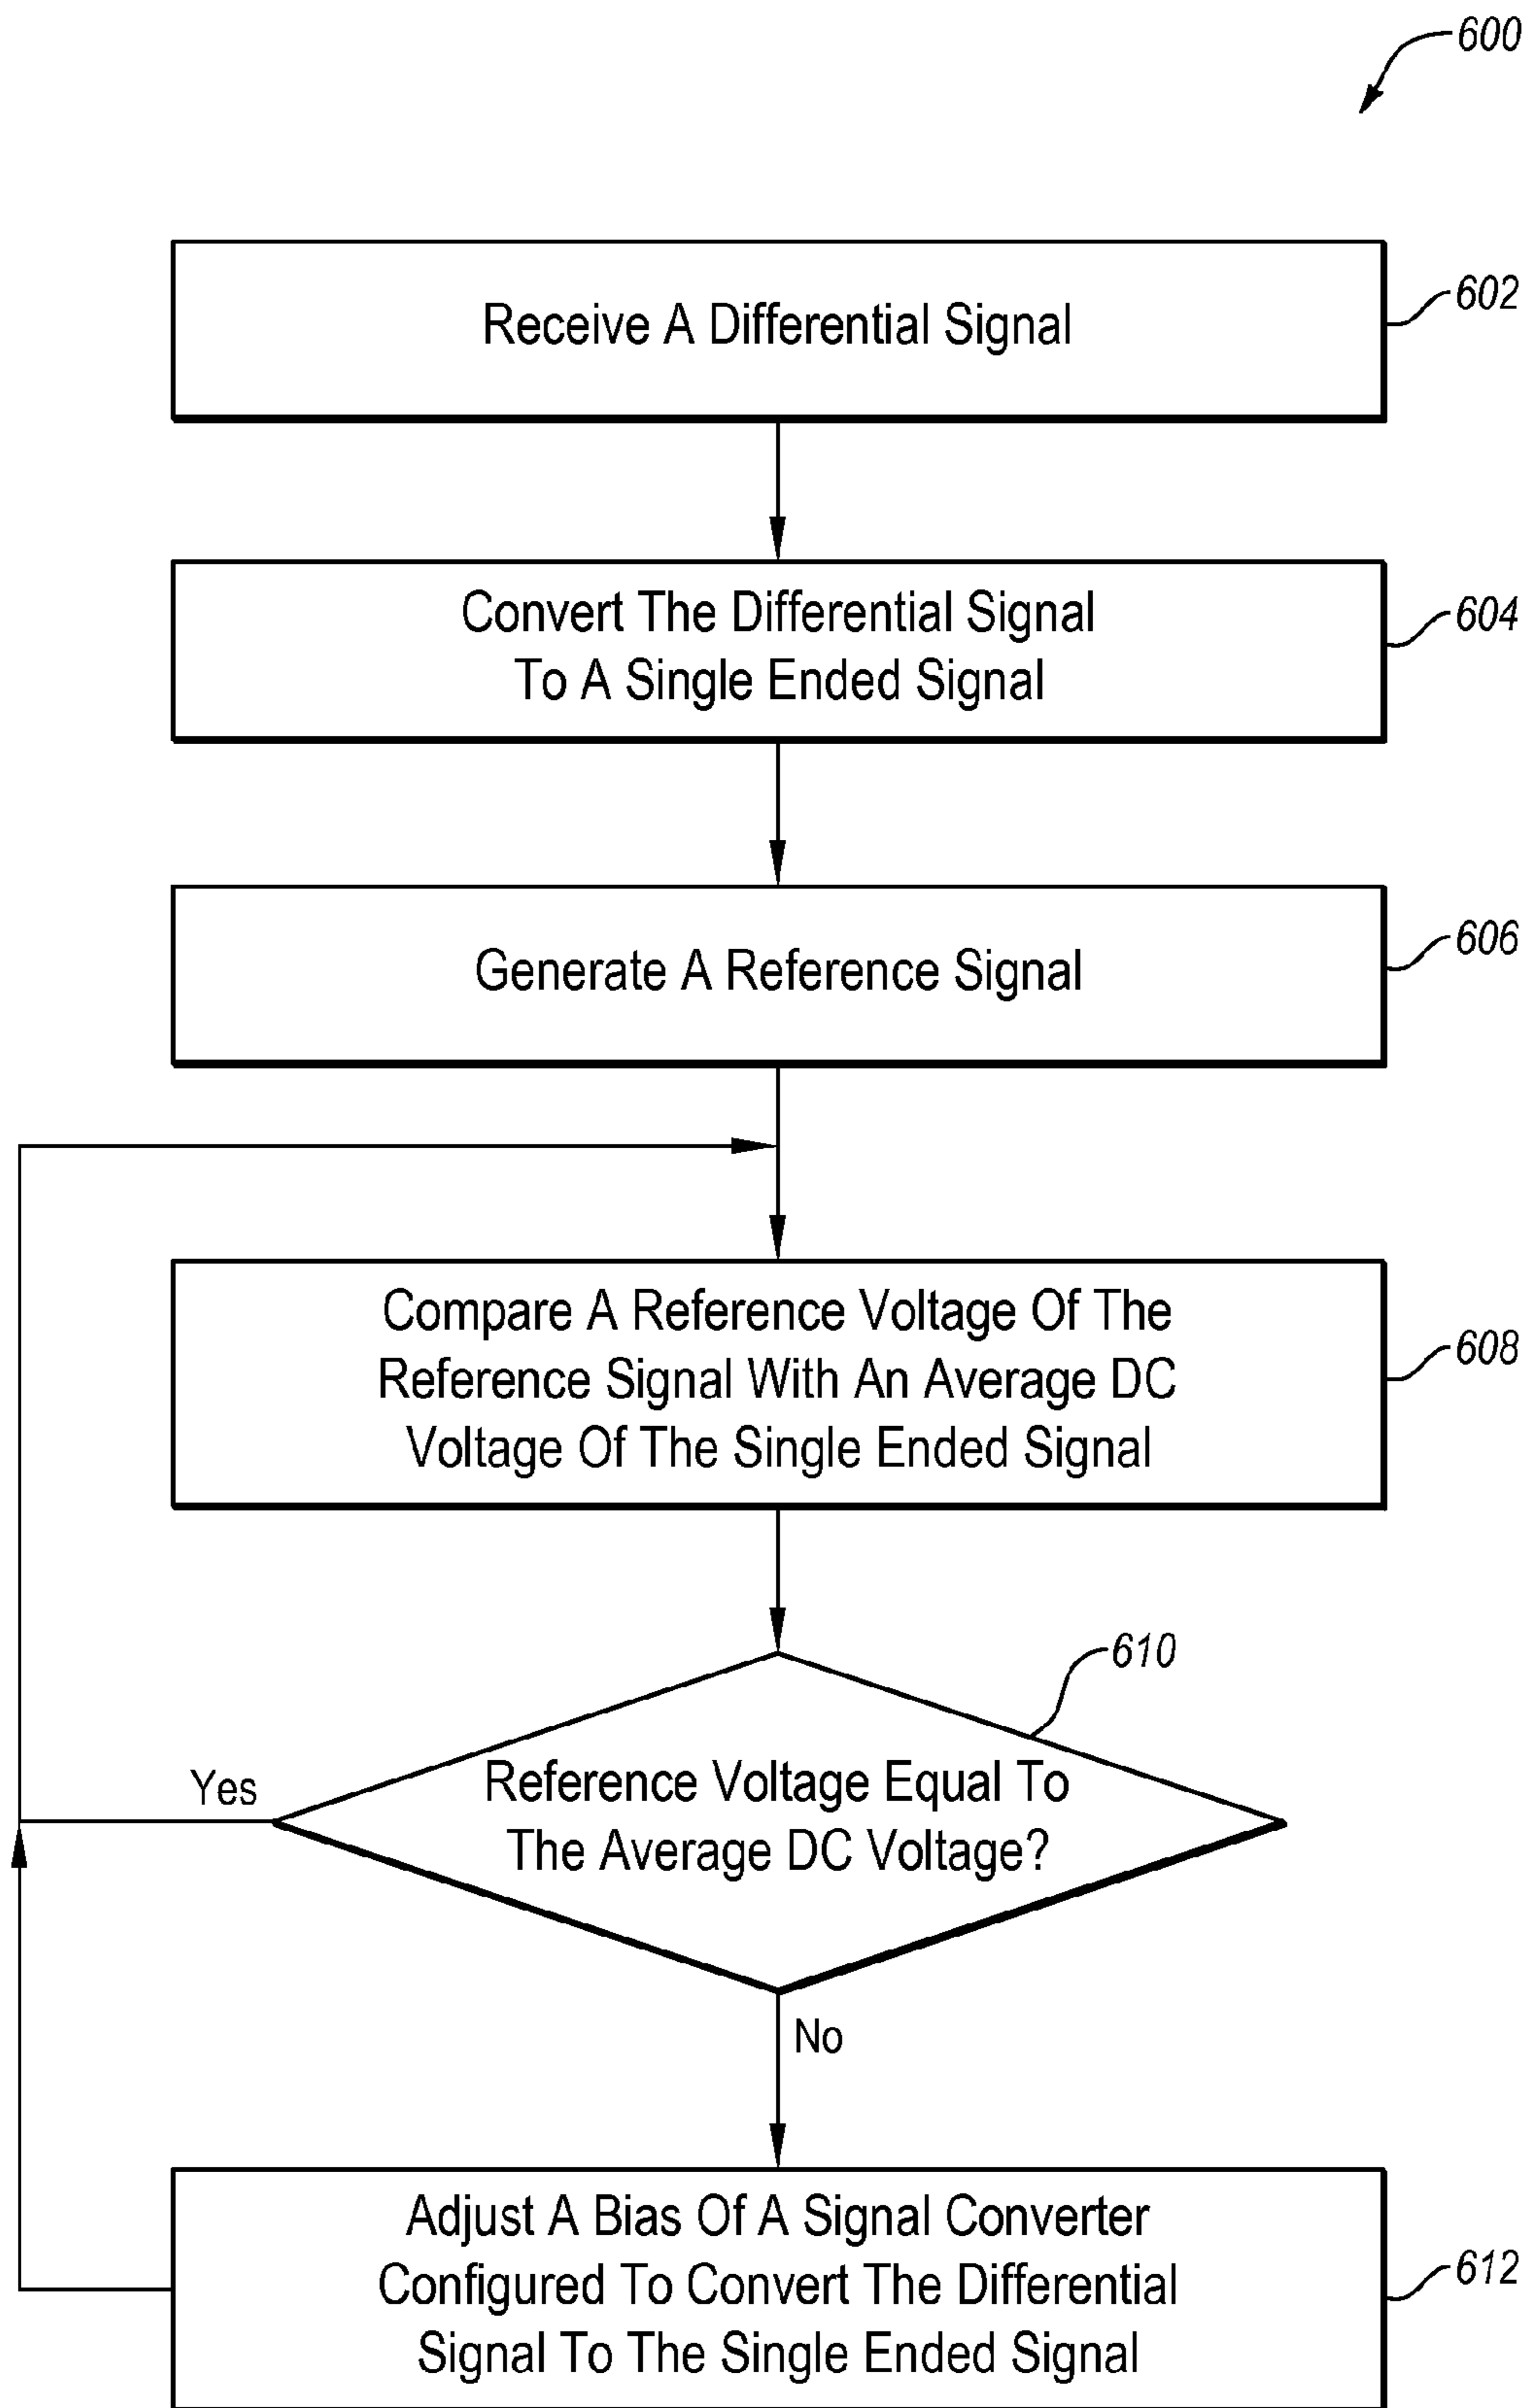 600
Receive A Differential Signal
602
Convert The Differential Signal
To A Single Ended Signal
604
Generate A Reference Signal
606
Compare A Reference Voltage Of The
Reference Signal With An Average DC
Voltage Of The Single Ended Signal
608
610
Reference Voltage Equal To
The Average DC Voltage?
Yes
No
Adjust A Bias Of A Signal Converter
Configured To Convert The Differential
Signal To The Single Ended Signal
612